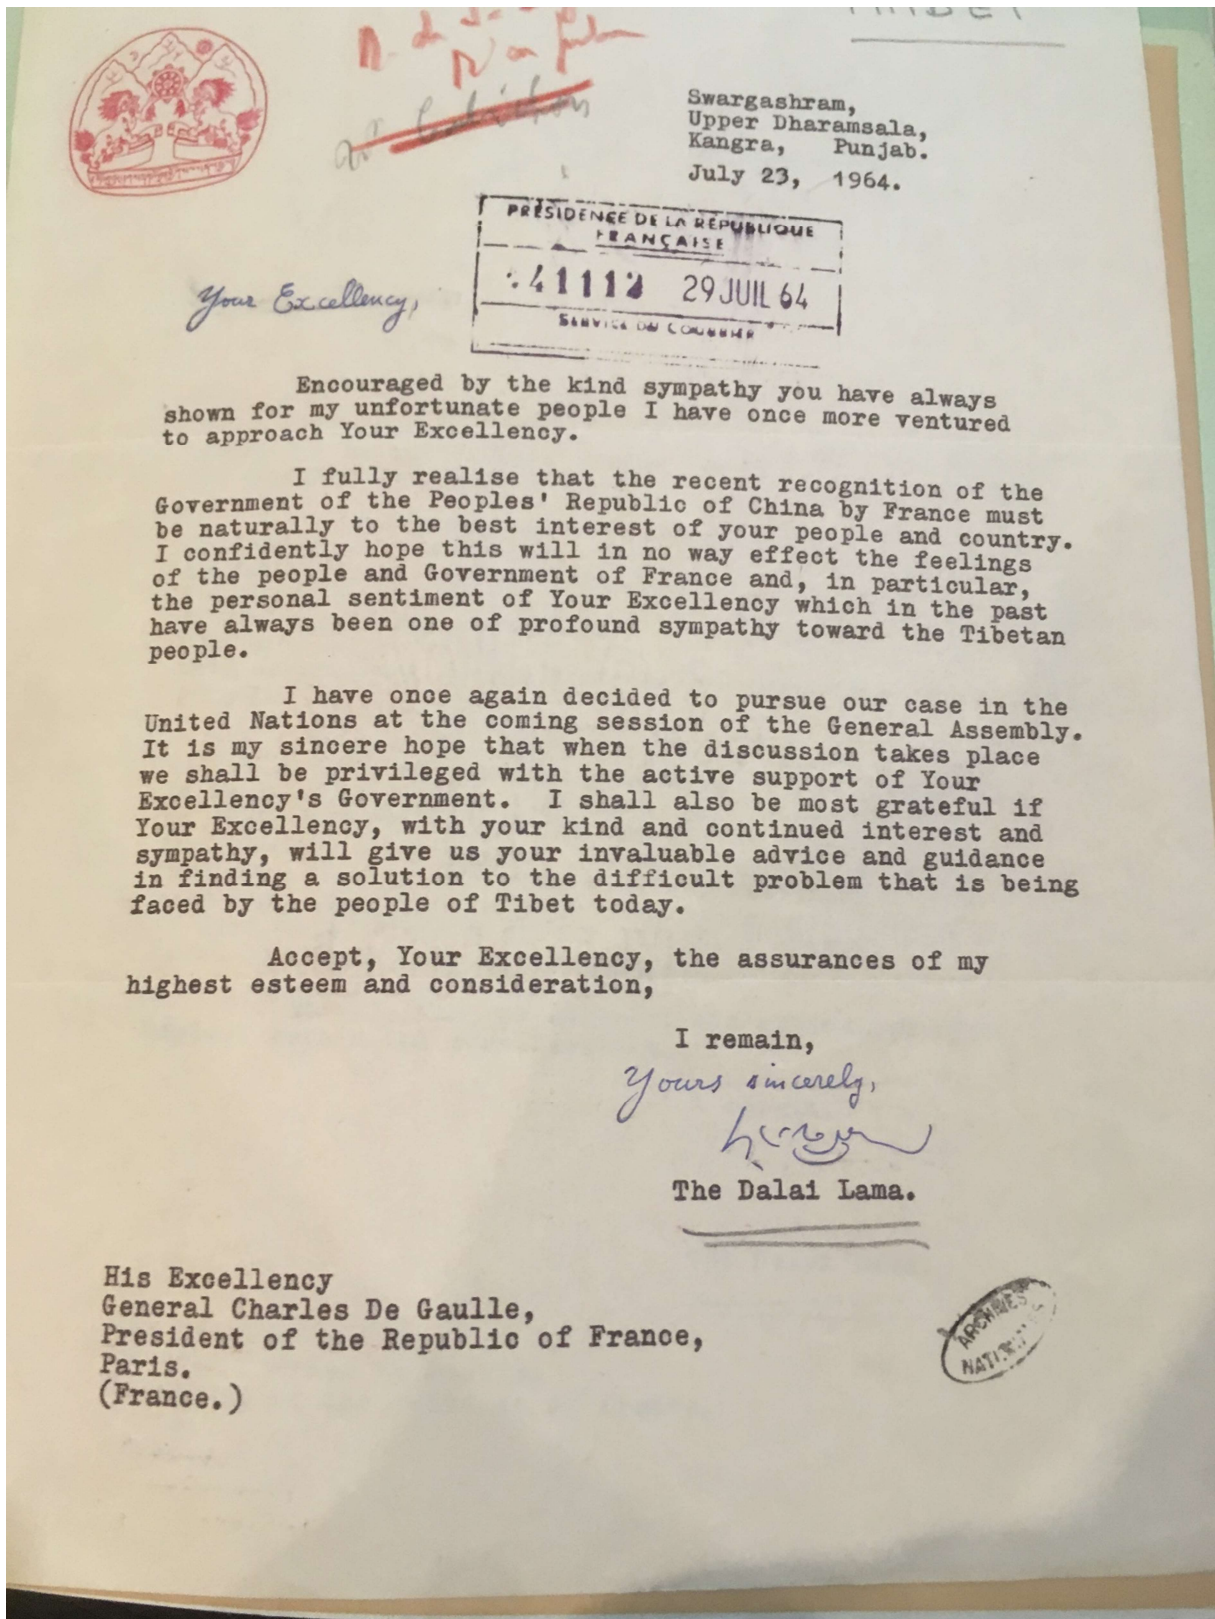 TIBET
Swargashram,
Upper Dharamsala,
Kangra, Punjab.
July 23, 1964.
PRÉSIDENCE DE LA RÉPUBLIQUE
FRANÇAISE
41112 29 JUIL 64
SERVICE DU COURRIER
Your Excellency,
Encouraged by the kind sympathy you have always
shown for my unfortunate people I have once more ventured
to approach Your Excellency.
I fully realise that the recent recognition of the
Government of the Peoples' Republic of China by France must
be naturally to the best interest of your people and country.
I confidently hope this will in no way effect the feelings
of the people and Government of France and, in particular,
the personal sentiment of Your Excellency which in the past
have always been one of profound sympathy toward the Tibetan
people.
I have once again decided to pursue our case in the
United Nations at the coming session of the General Assembly.
It is my sincere hope that when the discussion takes place
we shall be privileged with the active support of Your
Excellency's Government. I shall also be most grateful if
Your Excellency, with your kind and continued interest and
sympathy, will give us your invaluable advice and guidance
in finding a solution to the difficult problem that is being
faced by the people of Tibet today.
Accept, Your Excellency, the assurances of my
highest esteem and consideration,
I remain,
Yours sincerely,
The Dalai Lama.
His Excellency
General Charles De Gaulle,
President of the Republic of France,
Paris.
(France.)
ARCHIVES